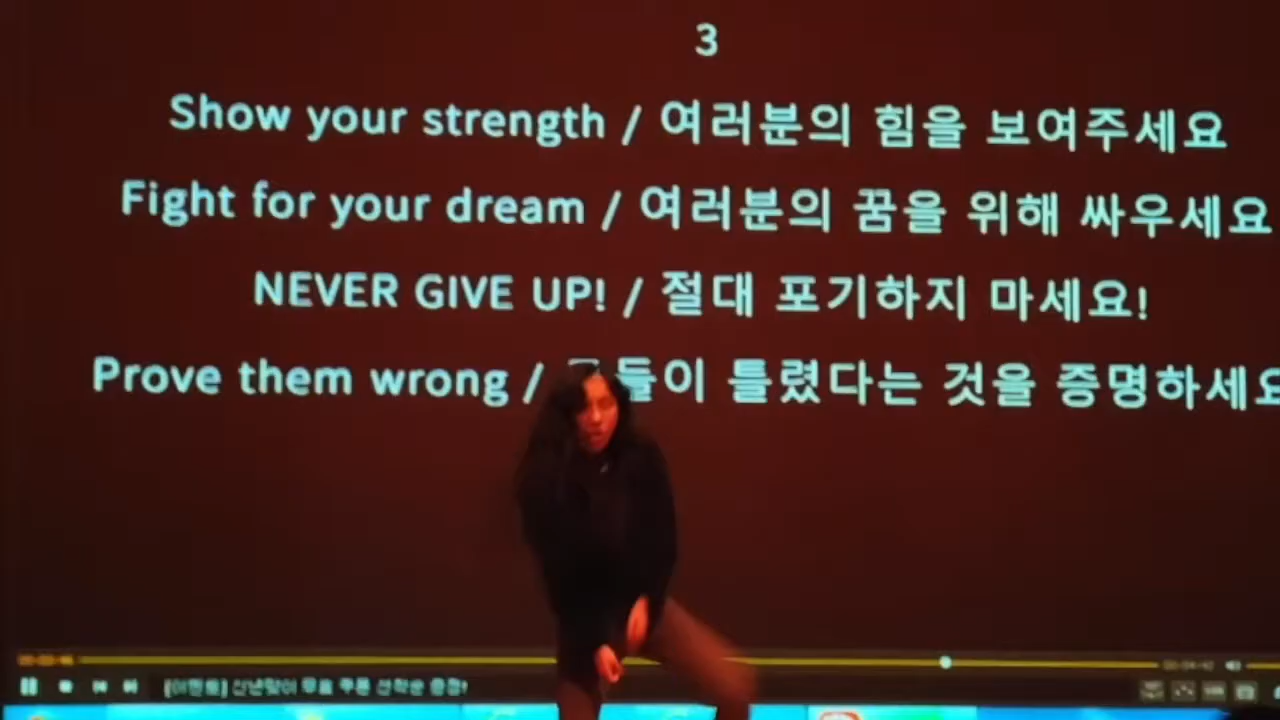 3
Show your strength / 여러분의 힘을 보여주세요
Fight for your dream / 여러분의 꿈을 위해 싸우세요
NEVER GIVE UP! / 절대 포기하지 마세요!
Prove them wrong / 들이 틀렸다는 것을 증명하세요